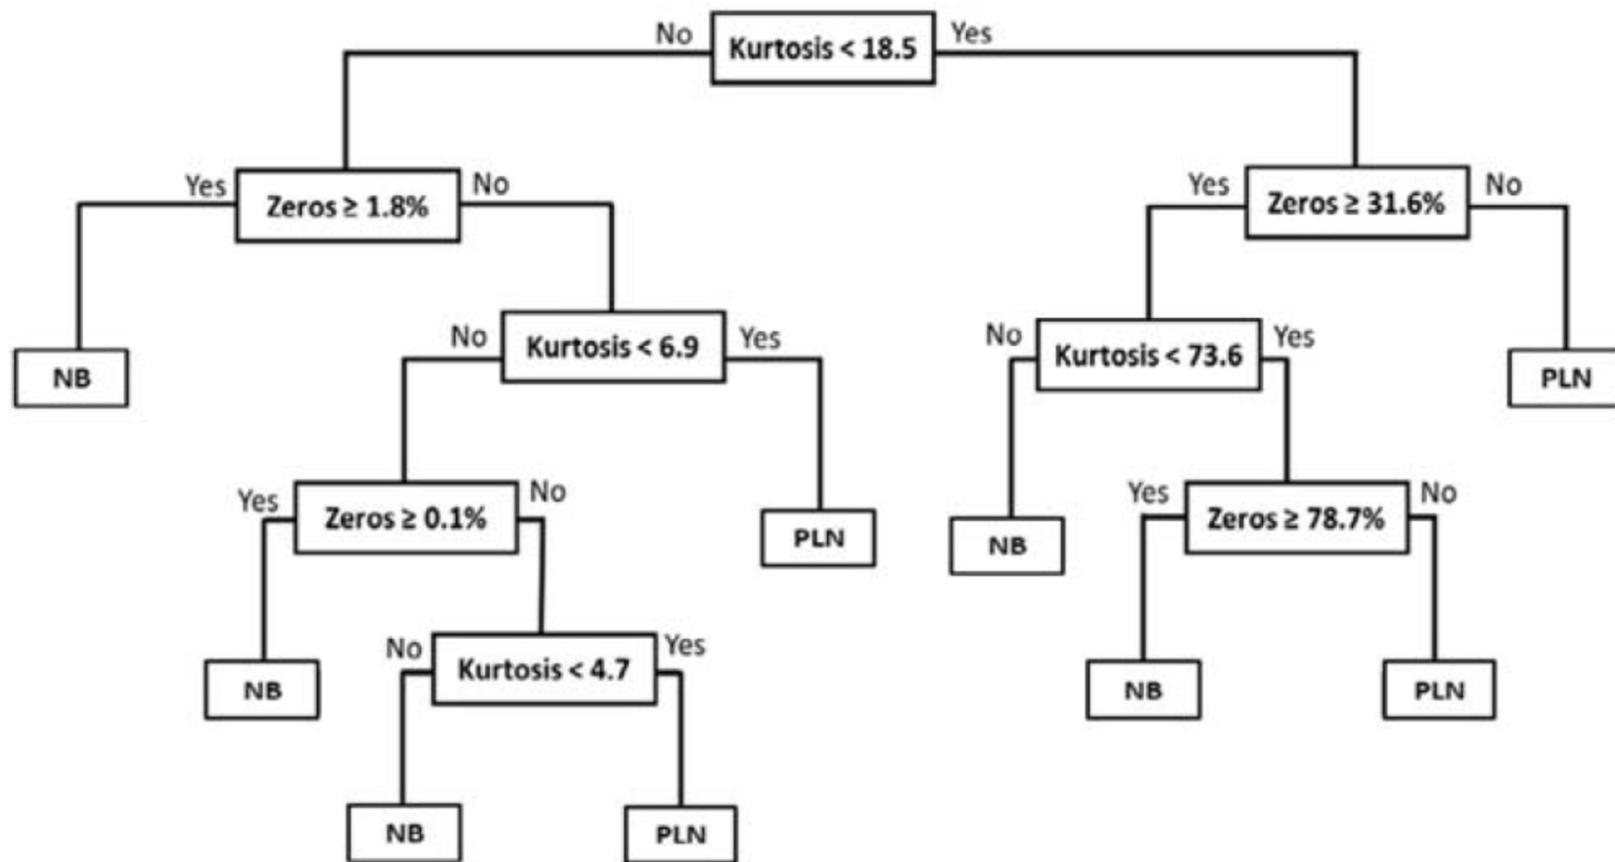 No
Kurtosis < 18.5
Yes
Yes
Zeros ≥ 1.8%
No
Yes
Zeros ≥ 31.6%
No
NB
No
Kurtosis < 6.9
Yes
No
Kurtosis < 73.6
Yes
PLN
Yes
Zeros ≥ 0.1%
No
PLN
NB
Yes
Zeros ≥ 78.7%
No
NB
No
Kurtosis < 4.7
Yes
NB
PLN
NB
PLN